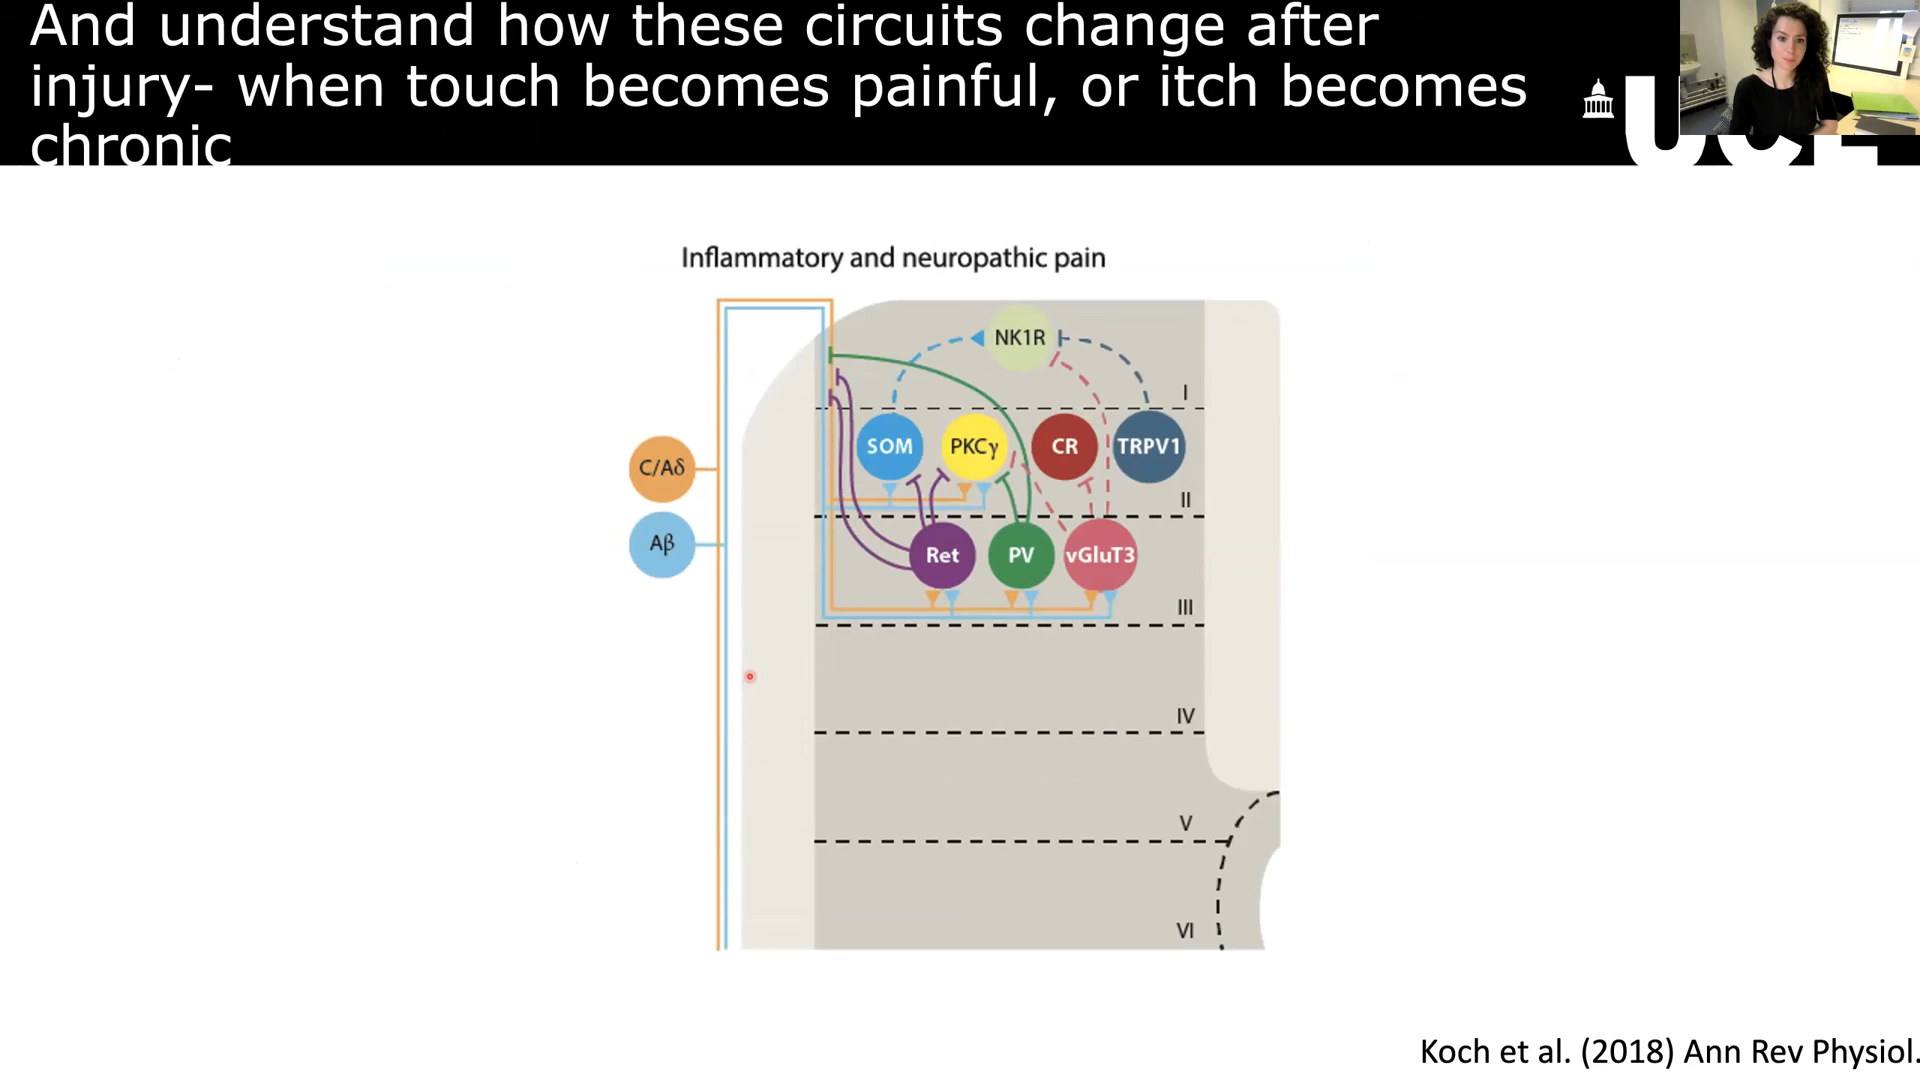 And understand how these circuits change after
injury- when touch becomes painful, or itch becomes
chronic
UCL
Inflammatory and neuropathic pain
NK1R
I
SOM
PKCγ
CR
TRPV1
C/Aδ
II
Aβ
Ret
PV
vGluT3
III
IV
V
VI
Koch et al. (2018) Ann Rev Physiol.